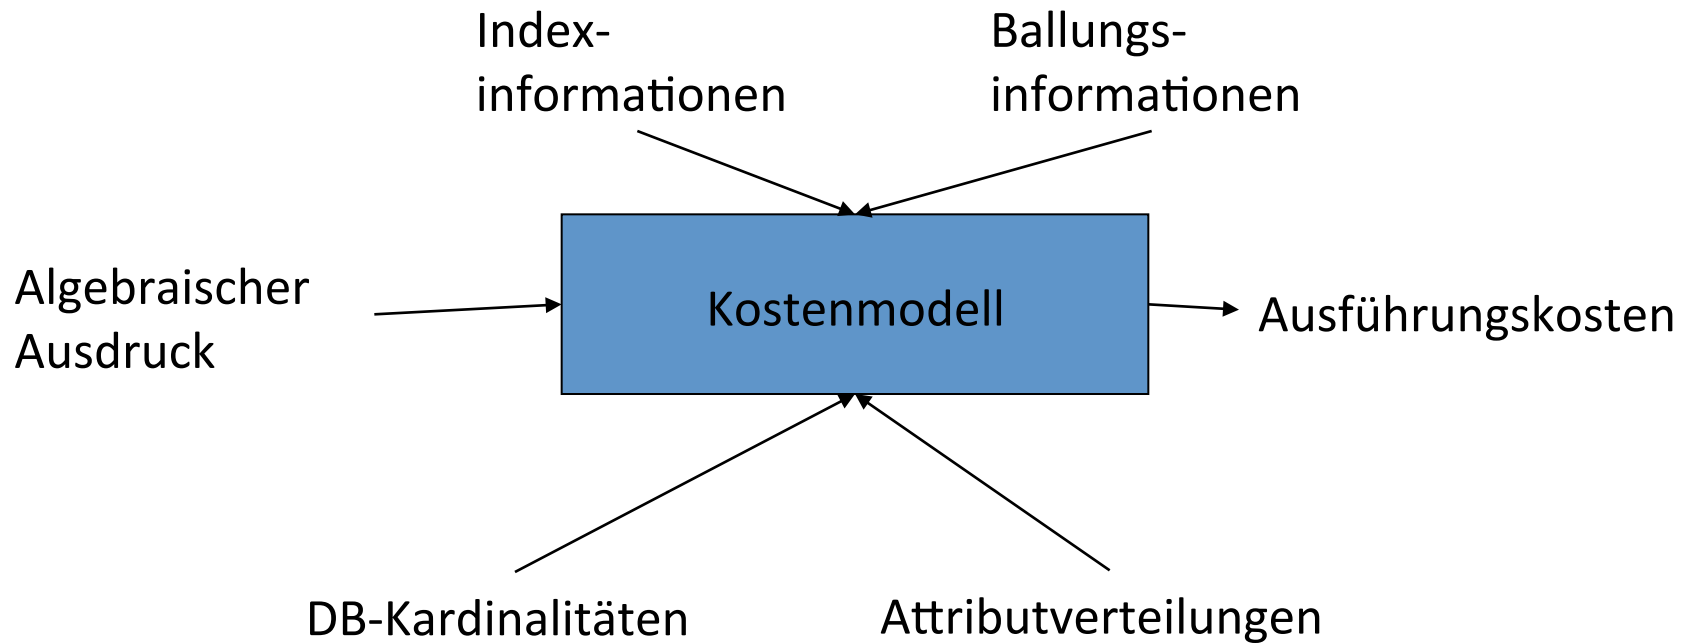 Index-
informationen
Ballungs-
informationen
Algebraischer
Ausdruck
Kostenmodell
Ausführungskosten
DB-Kardinalitäten
Attributverteilungen